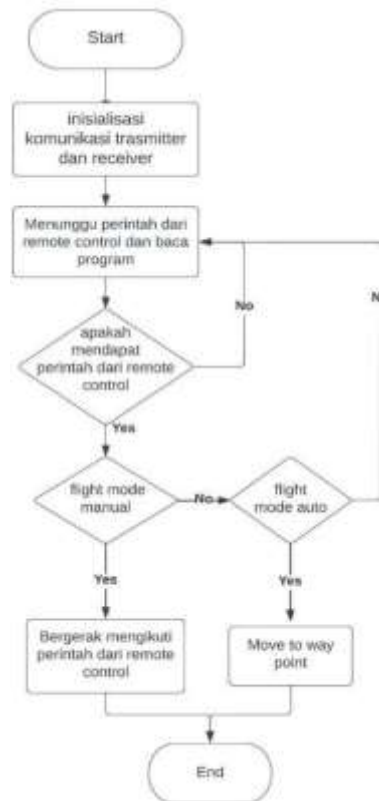 Start
inisialisasi
komunikasi trasmitter
dan receiver
Menunggu perintah dari
remote control dan baca
program
No
apakah
mendapat
perintah dari remote
control
Yes
flight mode
manual
No
flight
mode auto
Yes
Yes
Bergerak mengikuti
perintah dari remote
control
Move to way
point
End